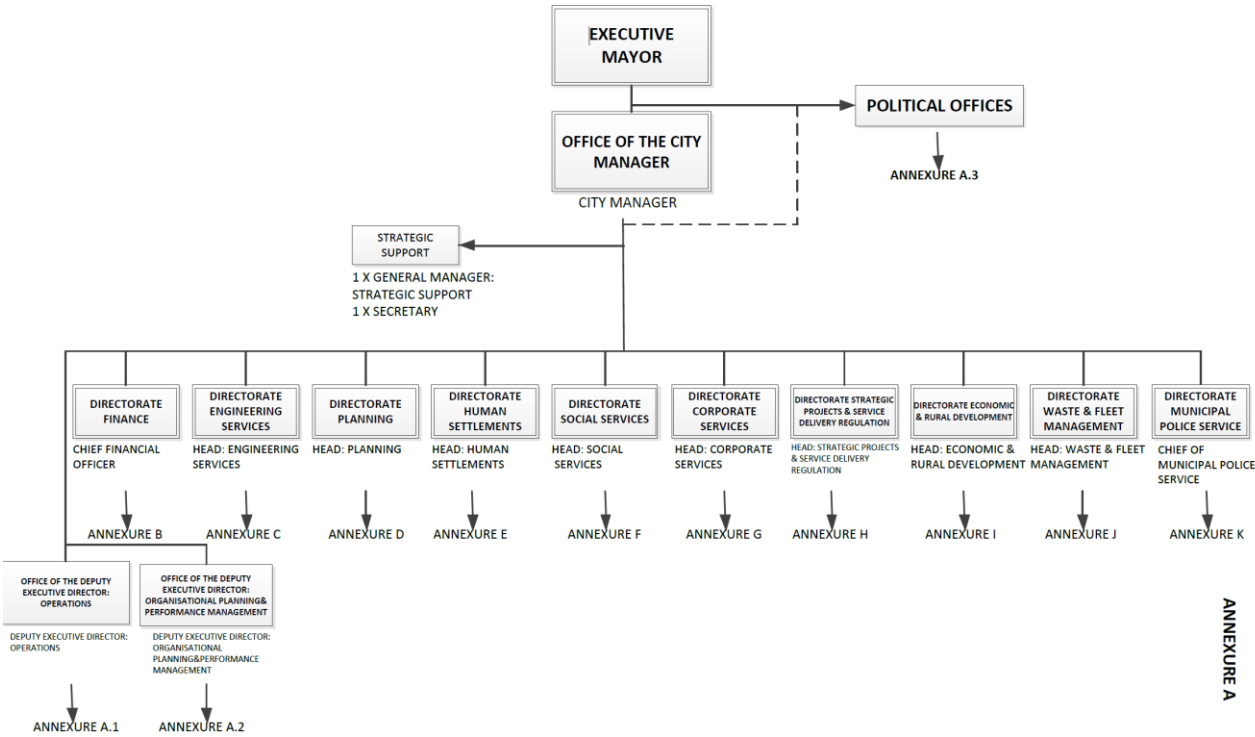 EXECUTIVE
MAYOR
POLITICAL OFFICES
OFFICE OF THE CITY
MANAGER
ANNEXURE A.3
CITY MANAGER
STRATEGIC
SUPPORT
1 X GENERAL MANAGER:
STRATEGIC SUPPORT
1 X SECRETARY
DIRECTORATE
FINANCE
CHIEF FINANCIAL
OFFICER
ANNEXURE B
DIRECTORATE
ENGINEERING
SERVICES
HEAD: ENGINEERING
SERVICES
ANNEXURE C
DIRECTORATE
PLANNING
HEAD: PLANNING
ANNEXURE D
DIRECTORATE
HUMAN
SETTLEMENTS
HEAD: HUMAN
SETTLEMENTS
ANNEXURE E
DIRECTORATE
SOCIAL SERVICES
HEAD: SOCIAL
SERVICES
ANNEXURE F
DIRECTORATE
CORPORATE
SERVICES
HEAD: CORPORATE
SERVICES
ANNEXURE G
DIRECTORATE STRATEGIC
PROJECTS & SERVICE
DELIVERY REGULATION
HEAD: STRATEGIC PROJECTS
& SERVICE DELIVERY
REGULATION
ANNEXURE H
DIRECTORATE ECONOMIC
& RURAL DEVELOPMENT
HEAD: ECONOMIC &
RURAL DEVELOPMENT
ANNEXURE I
DIRECTORATE
WASTE & FLEET
MANAGEMENT
HEAD: WASTE & FLEET
MANAGEMENT
ANNEXURE J
DIRECTORATE
MUNICIPAL
POLICE SERVICE
CHIEF OF
MUNICIPAL POLICE
SERVICE
ANNEXURE K
OFFICE OF THE DEPUTY
EXECUTIVE DIRECTOR:
OPERATIONS
DEPUTY EXECUTIVE DIRECTOR:
OPERATIONS
ANNEXURE A.1
OFFICE OF THE DEPUTY
EXECUTIVE DIRECTOR:
ORGANISATIONAL PLANNING&
PERFORMANCE MANAGEMENT
DEPUTY EXECUTIVE DIRECTOR:
ORGANISATIONAL
PLANNING&PERFORMANCE
MANAGEMENT
ANNEXURE A.2
ANNEXURE A